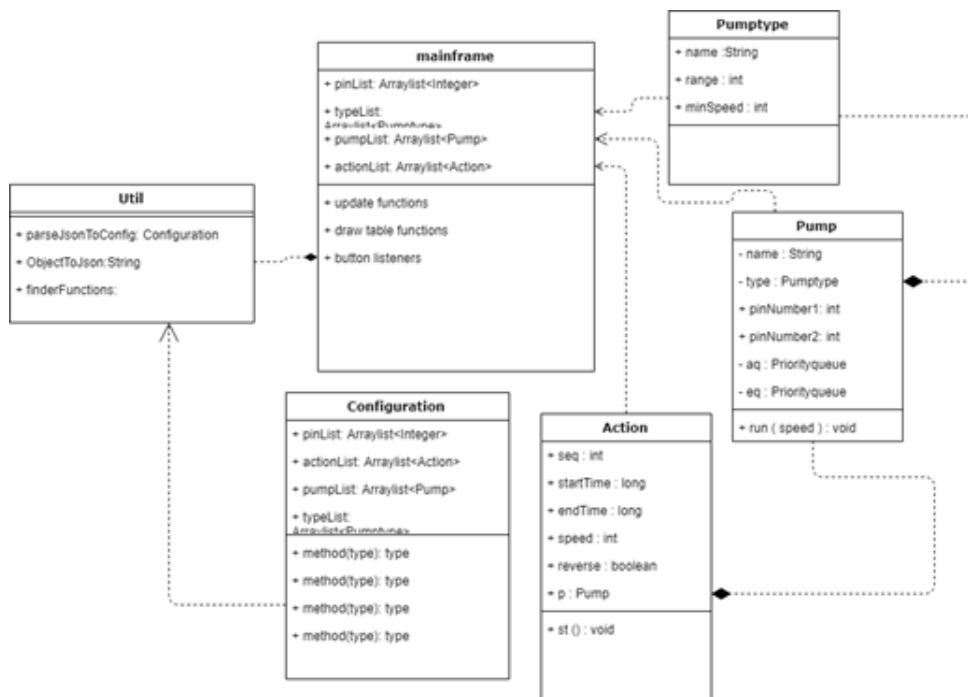 Pumptype
+ name :String
+ range : int
+ minSpeed : int
mainframe
+ pinList: Arraylist<Integer>
+ typeList:
Arraylist<Pumptype>
+ pumpList: Arraylist<Pump>
+ actionList: Arraylist<Action>
+ update functions
+ draw table functions
+ button listeners
Util
+ parseJsonToConfig: Configuration
+ ObjectToJson:String
+ finderFunctions:
Pump
- name : String
- type : Pumptype
+ pinNumber1: int
+ pinNumber2: int
- aq : Priorityqueue
- eq : Priorityqueue
+ run ( speed ) : void
Configuration
+ pinList: Arraylist<Integer>
+ actionList: Arraylist<Action>
+ pumpList: Arraylist<Pump>
+ typeList:
Arraylist<Pumptype>
+ method(type): type
+ method(type): type
+ method(type): type
+ method(type): type
Action
+ seq : int
+ startTime : long
+ endTime : long
+ speed : int
+ reverse : boolean
+ p : Pump
+ st () : void